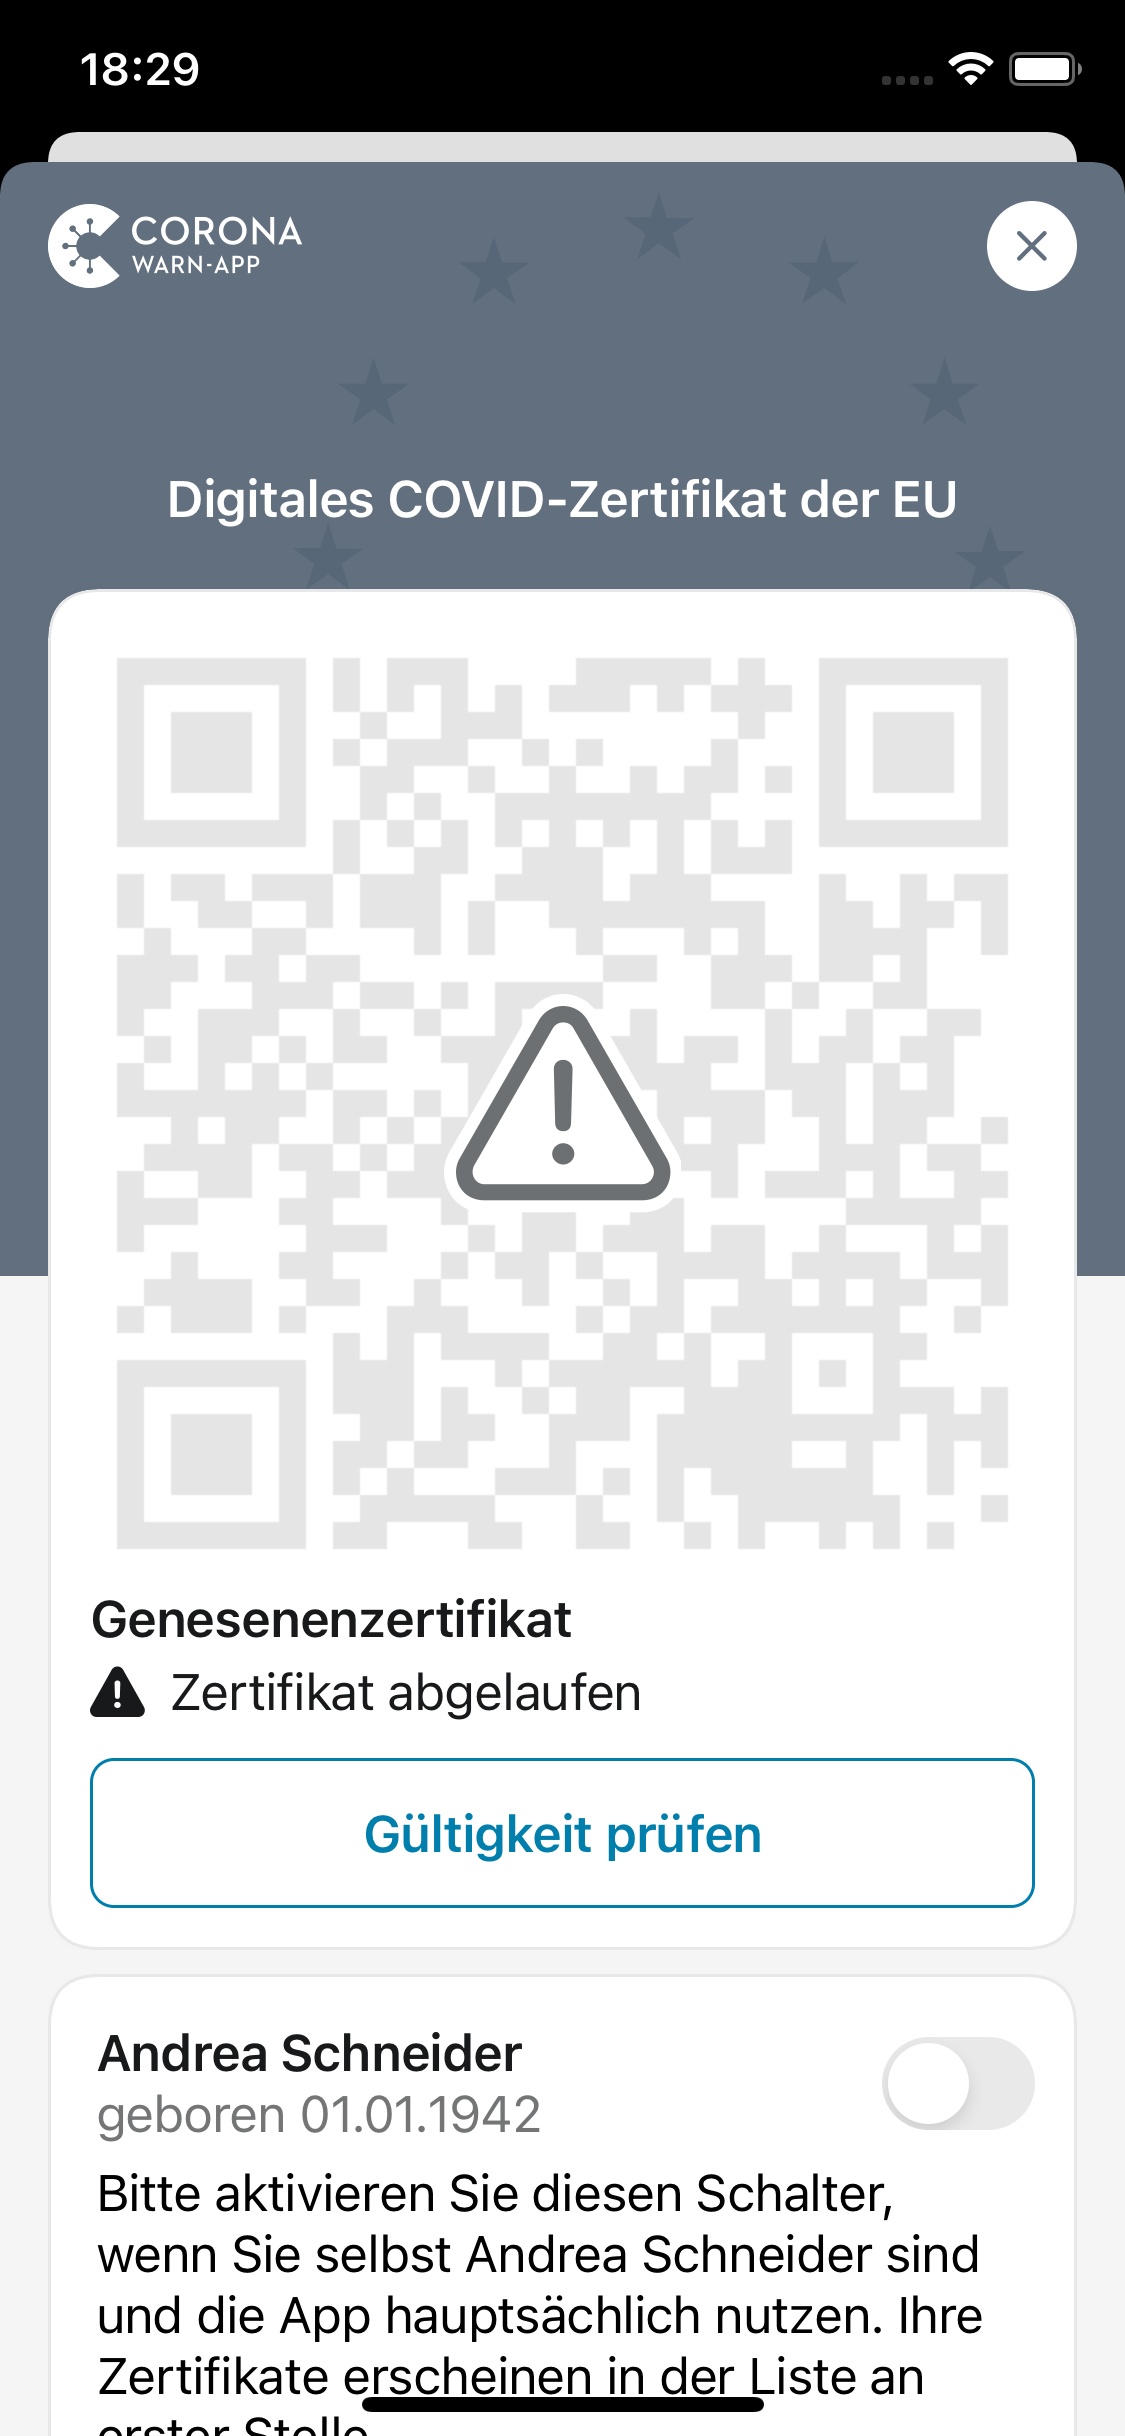 18:29
CORONA
WARN-APP
Digitales COVID-Zertifikat der EU
Genesenenzertifikat
Zertifikat abgelaufen
Gültigkeit prüfen
Andrea Schneider
geboren 01.01.1942
Bitte aktivieren Sie diesen Schalter,
wenn Sie selbst Andrea Schneider sind
und die App hauptsächlich nutzen. Ihre
Zertifikate erscheinen in der Liste an
erster Stelle.